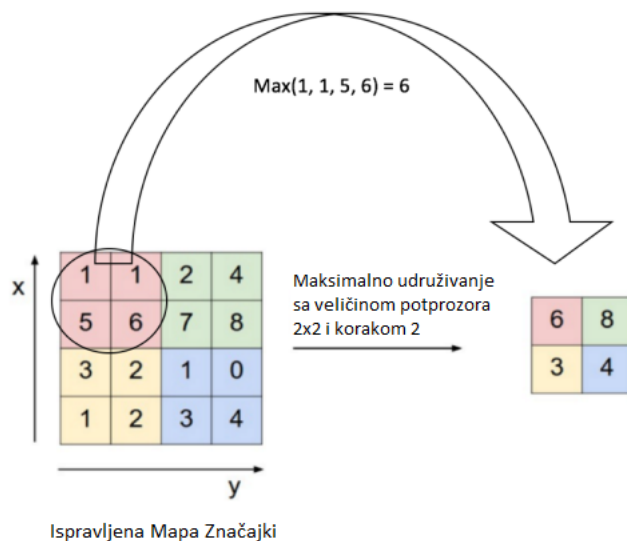 Max(1, 1, 5, 6) = 6
x
1 1 2 4
5 6 7 8
3 2 1 0
1 2 3 4
y
Maksimalno udruživanje
sa veličinom potprozora
2x2 i korakom 2
6 8
3 4
Ispravljena Mapa Značajki